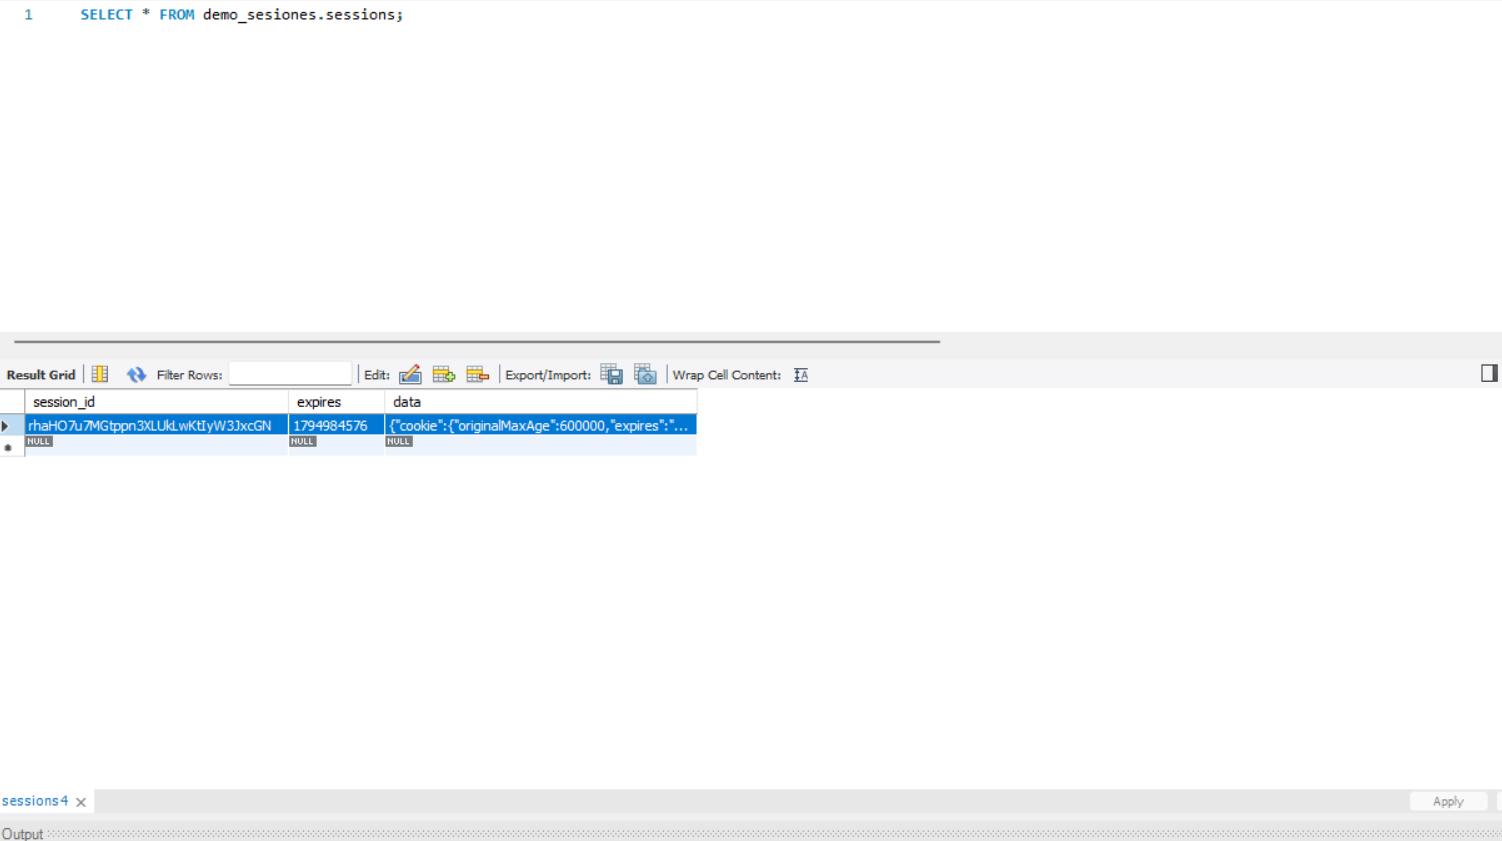 1 SELECT * FROM demo_sesiones.sessions;
Result Grid Filter Rows: Edit: Export/Import: Wrap Cell Content:
session_id expires data
rhaHO7u7MGtppn3XLUkLwKtIyW3JxcGN 1794984576 {"cookie":{"originalMaxAge":600000,"expires":"...
NULL NULL NULL
sessions4
Apply
Output